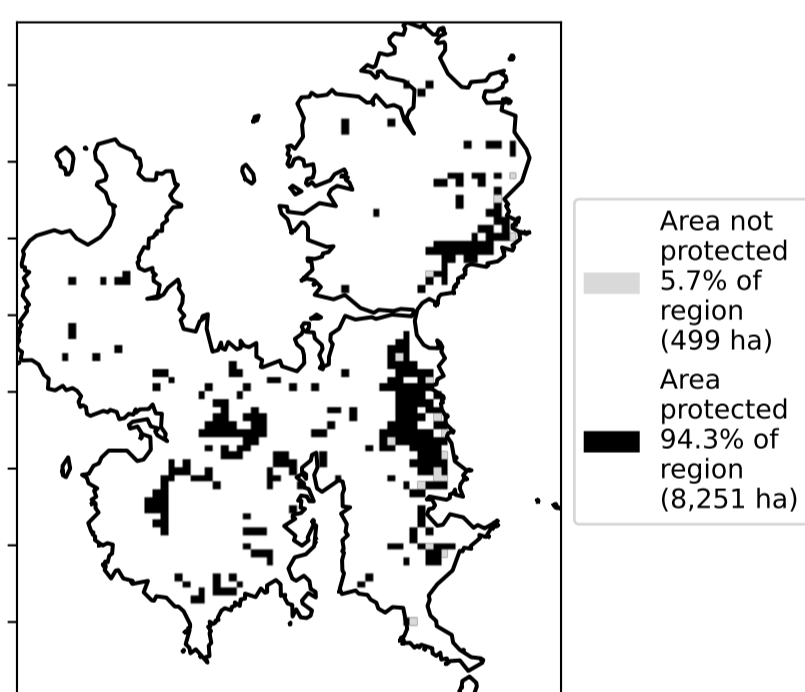 Area not
protected
5.7% of
region
(499 ha)
Area
protected
94.3% of
region
(8,251 ha)